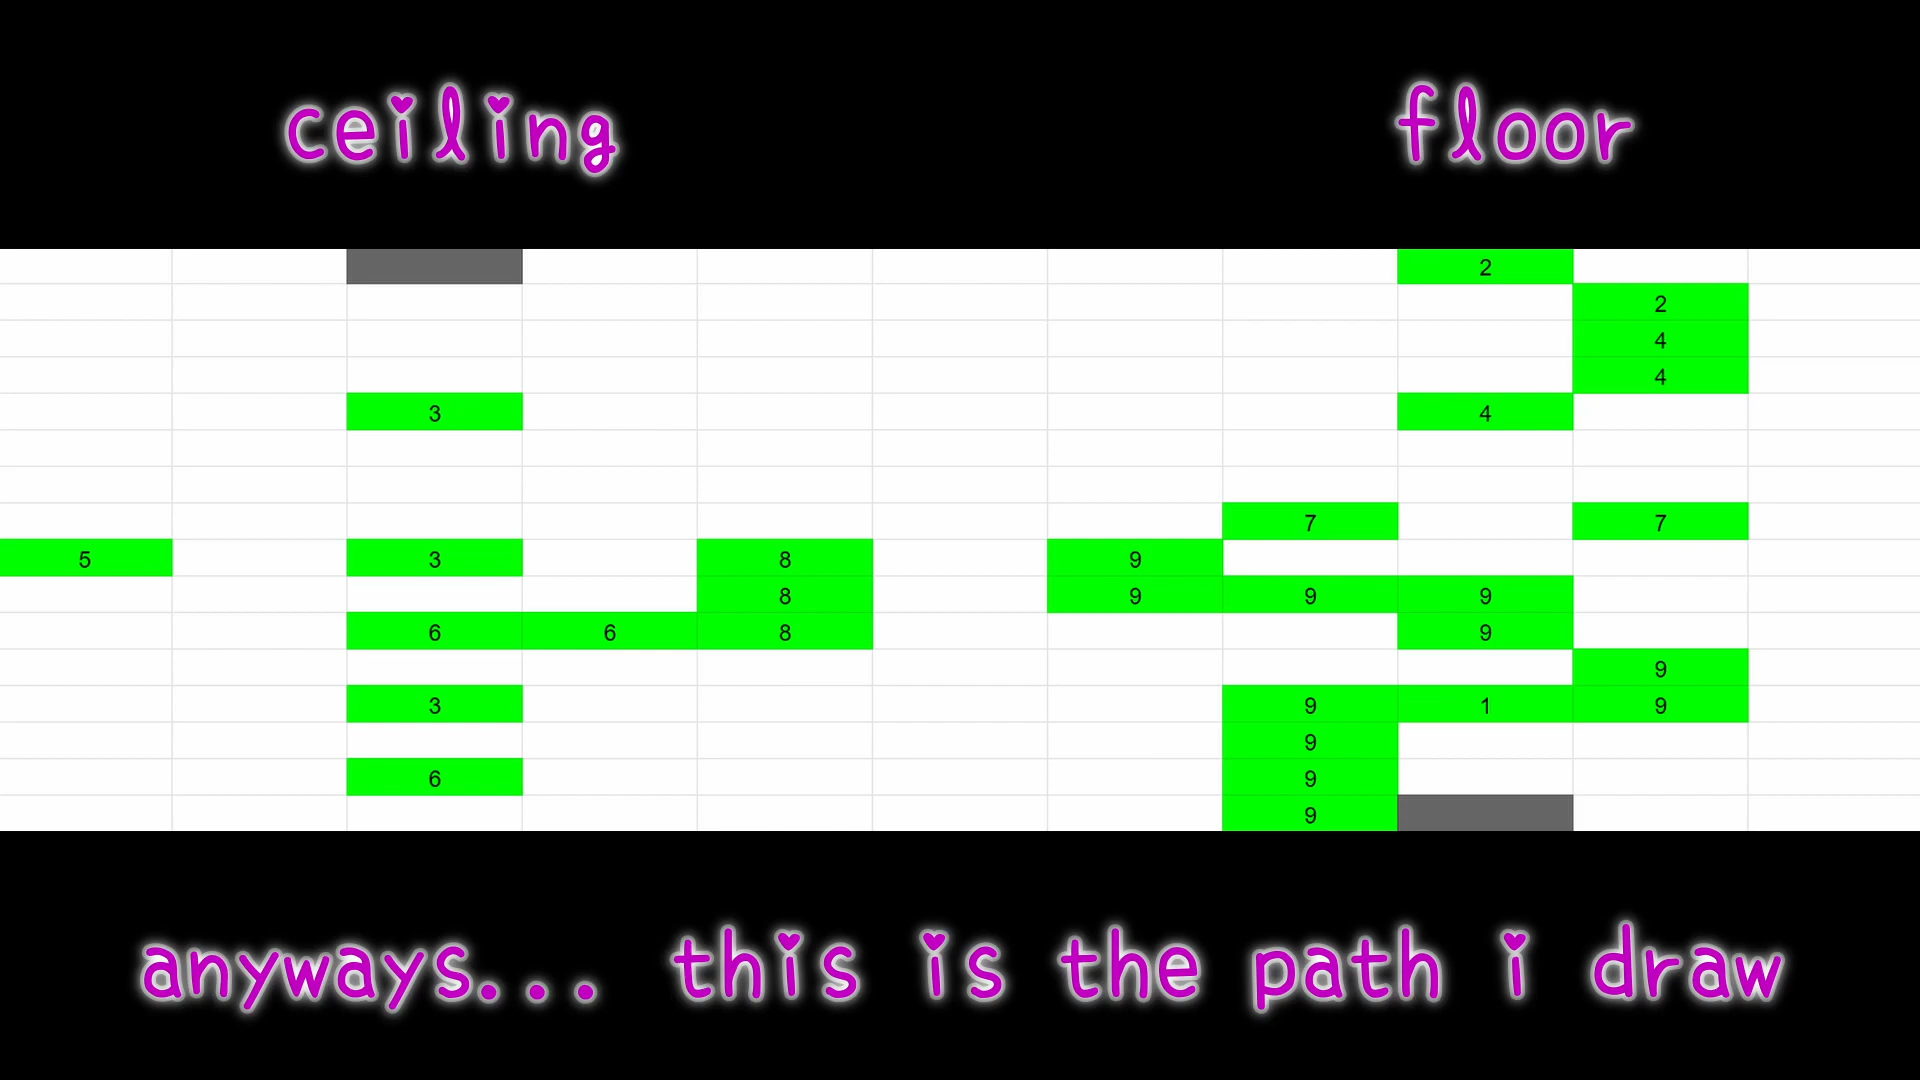 ceiling floor
2
2
4
4
3 4
7 7
5 3 8 9
8 9 9 9
6 6 8 9
9
3 9 1 9
9
6 9
9
anyways... this is the path i draw